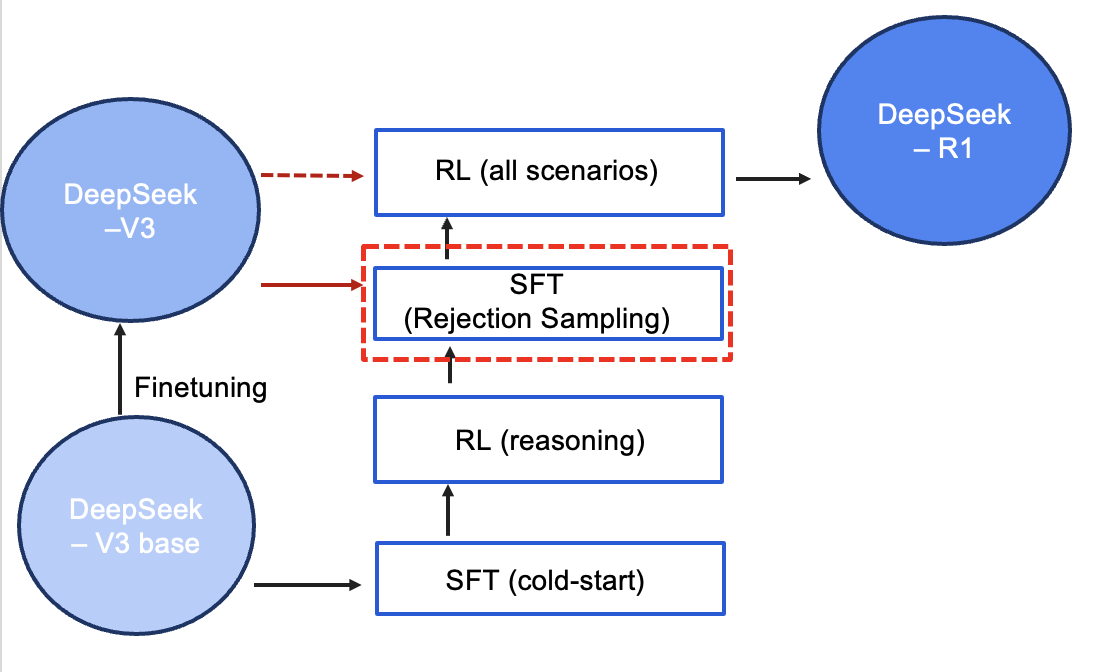 DeepSeek
– R1
DeepSeek
–V3
RL (all scenarios)
SFT
(Rejection Sampling)
Finetuning
RL (reasoning)
DeepSeek
– V3 base
SFT (cold-start)